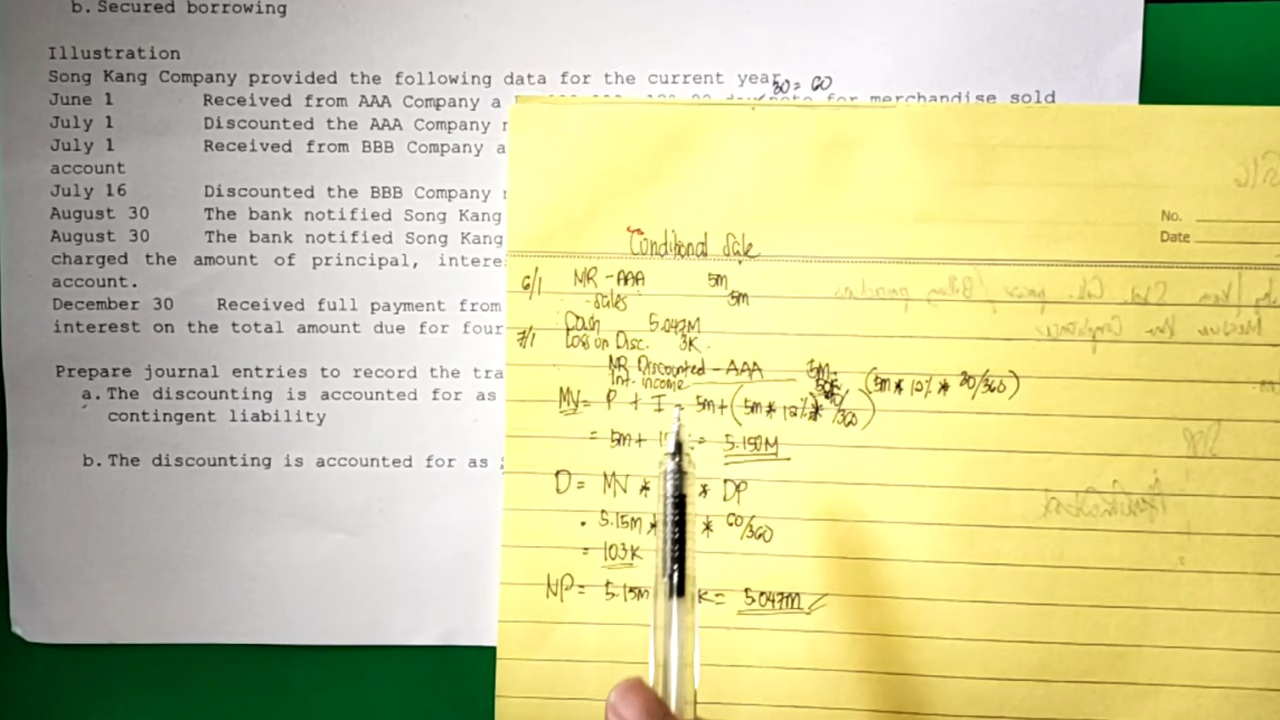 b. Secured borrowing
Illustration
Song Kang Company provided the following data for the current year
30 = 60
June 1 Received from AAA Company a note for merchandise sold
July 1 Discounted the AAA Company
July 1 Received from BBB Company a
account
July 16 Discounted the BBB Company
August 30 The bank notified Song Kang
August 30 The bank notified Song Kang
charged the amount of principal,
account.
December 30 Received full payment from
interest on the total amount due for four
Prepare journal entries to record the
a. The discounting is accounted for as
contingent liability
b. The discounting is accounted for as
No.
Date
Conditional Sale
6/1 N/R - AAA 5m
Sales 5m
Cash 5.047M
7/1 Loss on Disc. 3K
NR Discounted - AAA 5m
Int. income 50K (5m * 12% * 30/360)
MV = P + I = 5m + (5m * 12% * /360)
= 5m + = 5.150M
D = MV * * DP
= 5.15M * * 60/360
= 103K
NP = 5.15M K = 5.047M